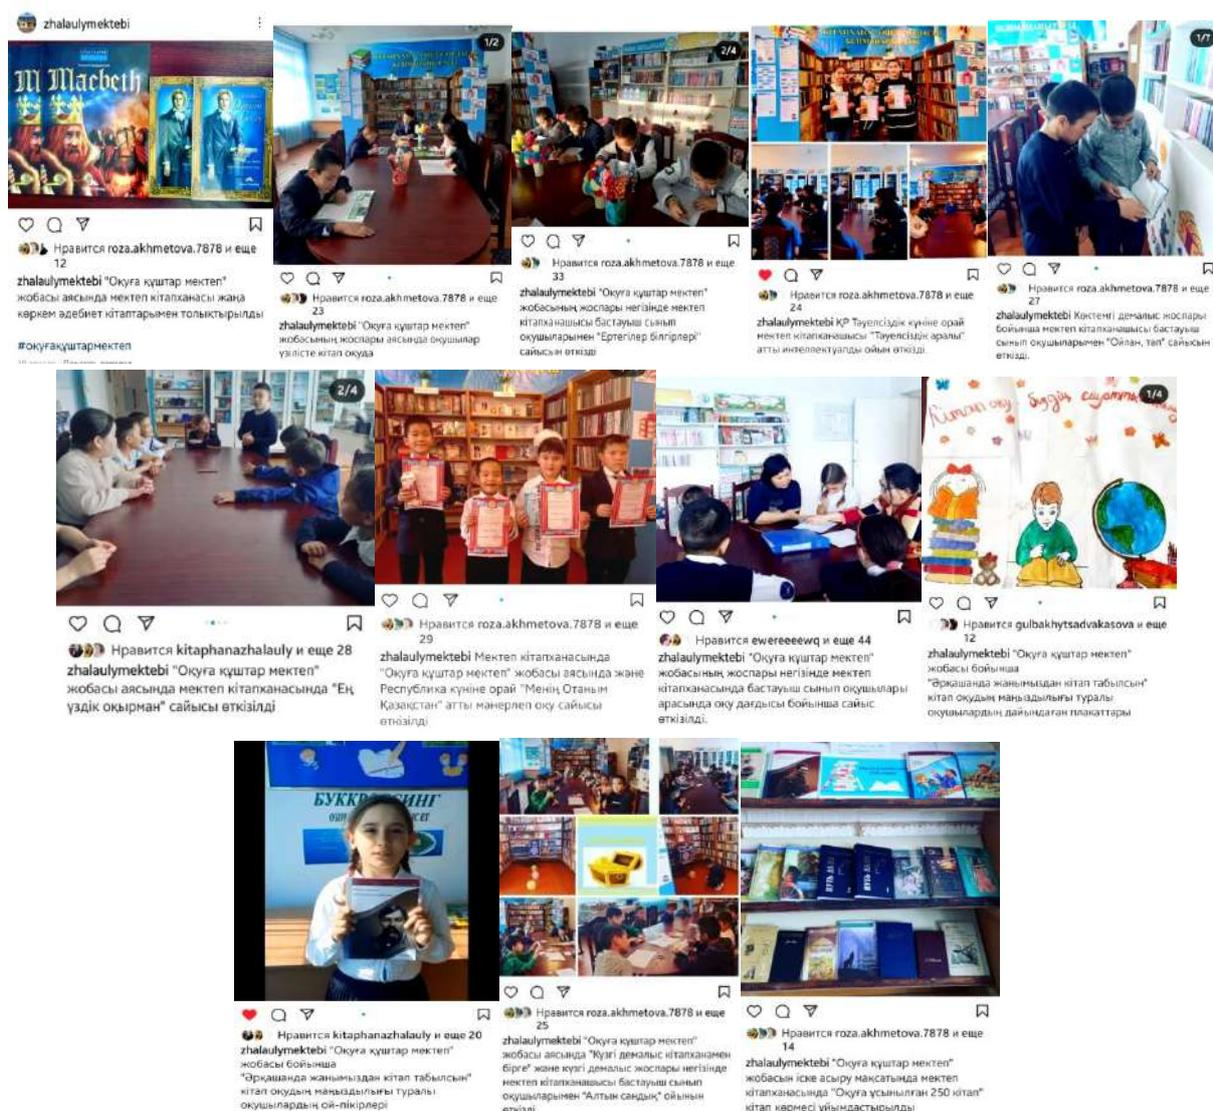 zhalaulymektebi
Macbeth
Нравится roza.akhmetova.7878 и еще
12
zhalaulymektebi "Оқуға құштар мектеп"
жобасы аясында мектеп кітапханасы жаңа
көркем әдебиет кітаптарымен толықтырылды
#оқуғақұштармектеп
1/2
Нравится roza.akhmetova.7878 и еще
23
zhalaulymektebi "Оқуға құштар мектеп"
жобасының жоспары аясында оқушылар
үзілісте кітап оқуда
2/4
Нравится roza.akhmetova.7878 и еще
33
zhalaulymektebi "Оқуға құштар мектеп"
жобасының жоспары негізінде мектеп
кітапханашысы бастауыш сынып
оқушыларымен "Ертегілер білгірлері"
сайысын өткізді
Нравится roza.akhmetova.7878 и еще
24
zhalaulymektebi ҚР Тәуелсіздік күніне орай
мектеп кітапханашысы "Тәуелсіздік аралы"
атты интеллектуалды ойын өткізді.
1/7
Нравится roza.akhmetova.7878 и еще
27
zhalaulymektebi Көктемгі демалыс жоспары
бойынша мектеп кітапханашысы бастауыш
сынып оқушыларымен "Ойлан, тап" сайысын
өткізді.
2/4
Нравится kitaphanazhalauly и еще 28
zhalaulymektebi "Оқуға құштар мектеп"
жобасы аясында мектеп кітапханасында "Ең
үздік оқырман" сайысы өткізілді
Нравится roza.akhmetova.7878 и еще
29
zhalaulymektebi Мектеп кітапханасында
"Оқуға құштар мектеп" жобасы аясында және
Республика күніне орай "Менің Отаным
Қазақстан" атты мәнерлеп оқу сайысы
өткізілді
Нравится ewereeeewq и еще 44
zhalaulymektebi "Оқуға құштар мектеп"
жобасының жоспары негізінде мектеп
кітапханасында бастауыш сынып оқушылары
арасында оқу дағдысы бойынша сайыс
өткізілді.
Кітап оқу - біздің
1/4
Нравится gulbakhytsadvakasova и еще
12
zhalaulymektebi "Оқуға құштар мектеп"
жобасы бойынша
"Әрқашанда жанымыздан кітап табылсын"
кітап оқудың маңыздылығы туралы
оқушылардың дайындаған плакаттары
БУККРОССИНГ
Нравится kitaphanazhalauly и еще 20
zhalaulymektebi "Оқуға құштар мектеп"
жобасы бойынша
"Әрқашанда жанымыздан кітап табылсын"
кітап оқудың маңыздылығы туралы
оқушылардың ой-пікірлері
Нравится roza.akhmetova.7878 и еще
25
zhalaulymektebi "Оқуға құштар мектеп"
жобасы аясында "Күзгі демалыс кітапханамен
бірге" және күзгі демалыс жоспары негізінде
мектеп кітапханашысы бастауыш сынып
оқушыларымен "Алтын сандық" ойынын
өткізді.
ПУТЬ АБАЯ
ПУТЬ АБАЯ
Нравится roza.akhmetova.7878 и еще
14
zhalaulymektebi "Оқуға құштар мектеп"
жобасын іске асыру мақсатында мектеп
кітапханасында "Оқуға ұсынылған 250 кітап"
кітап көрмесі ұйымдастырылды